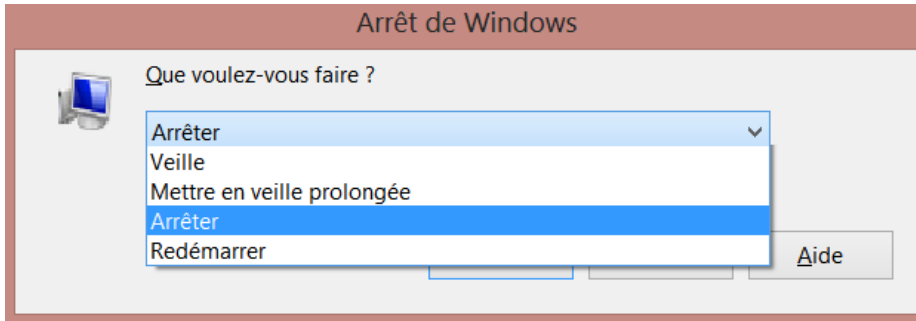 Arrêt de Windows
Que voulez-vous faire ?
Arrêter
Veille
Mettre en veille prolongée
Arrêter
Redémarrer
Aide